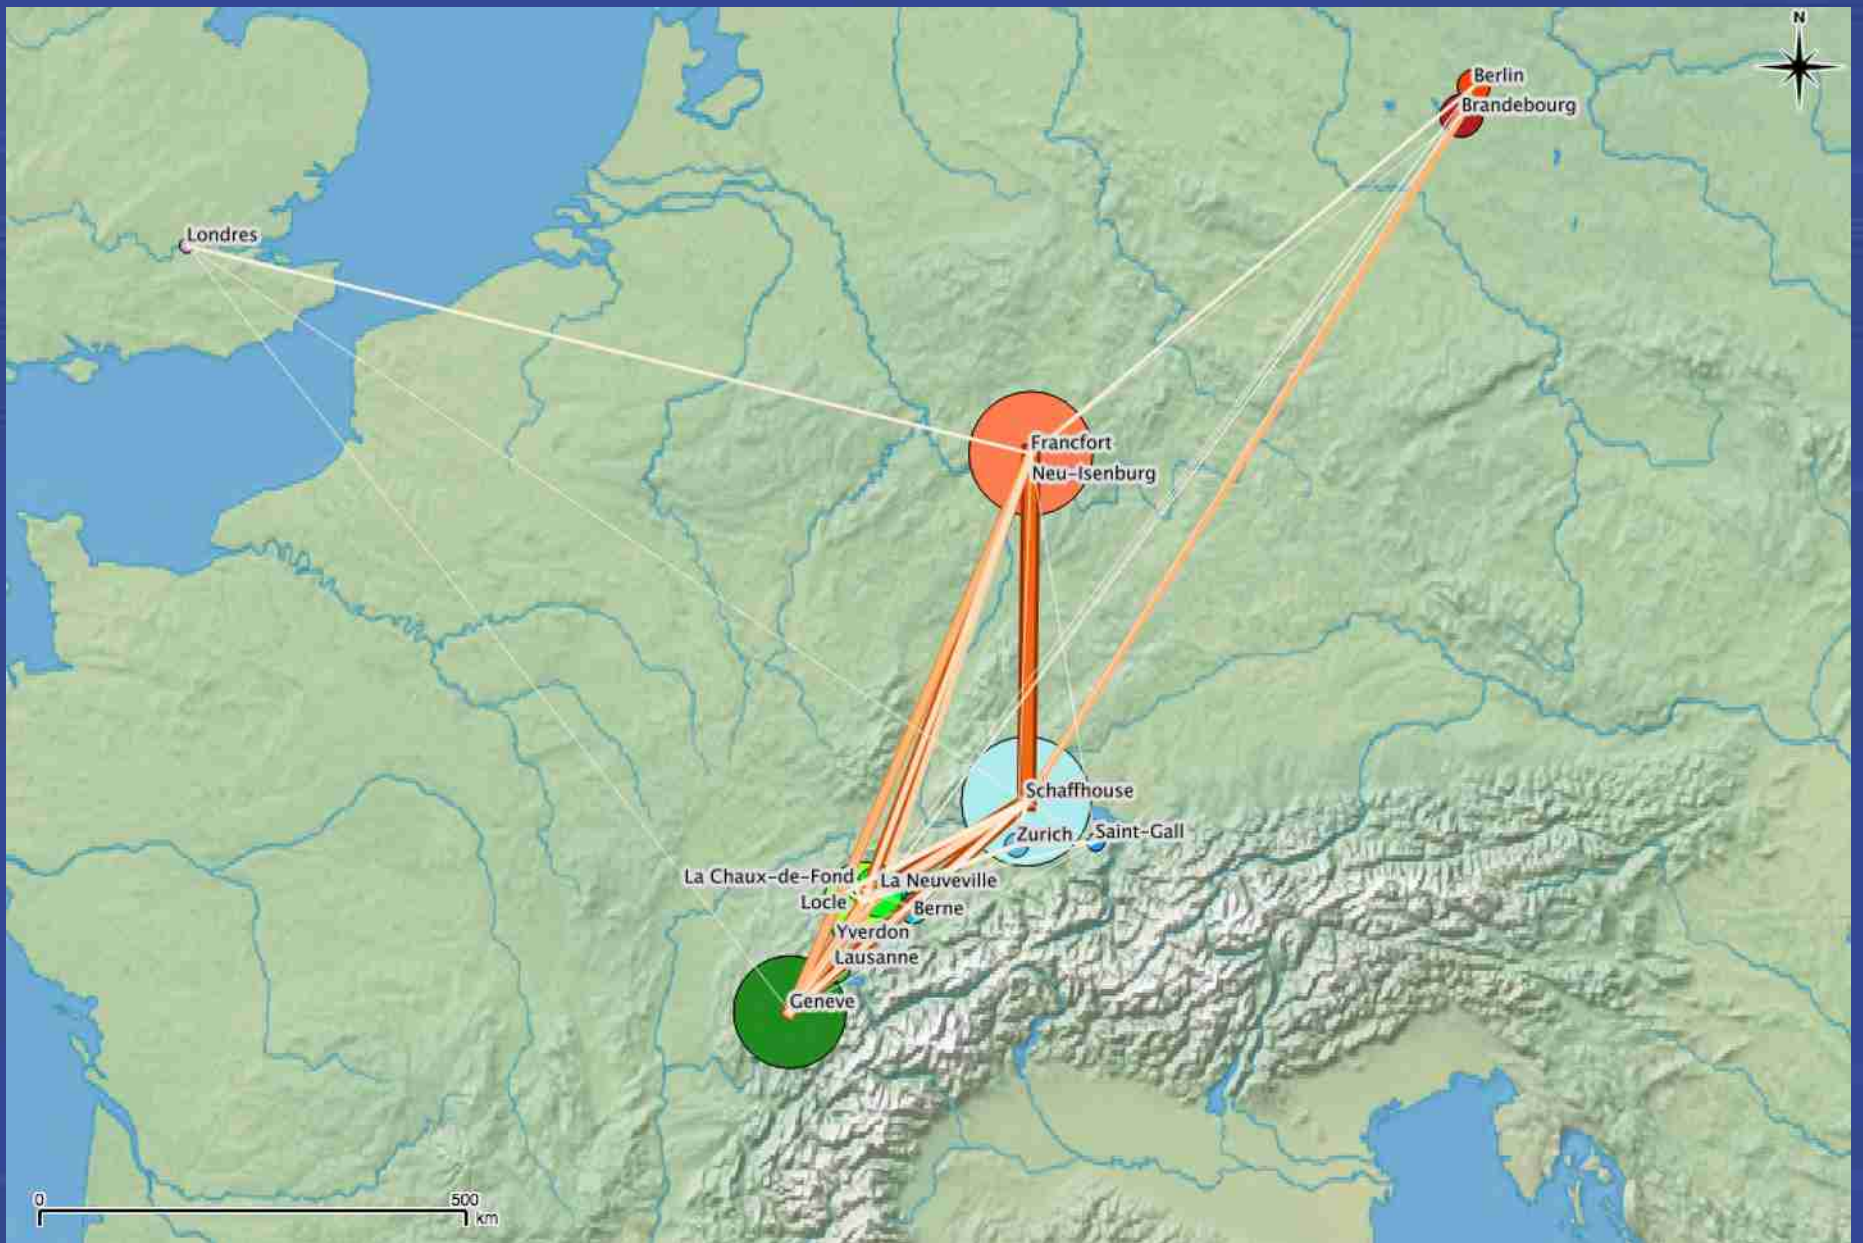 N
Berlin
Brandebourg
Londres
Francfort
Neu-Isenburg
Schaffhouse
Zurich
Saint-Gall
La Chaux-de-Fond
La Neuveville
Locle
Berne
Yverdon
Lausanne
Geneve
0 500
km